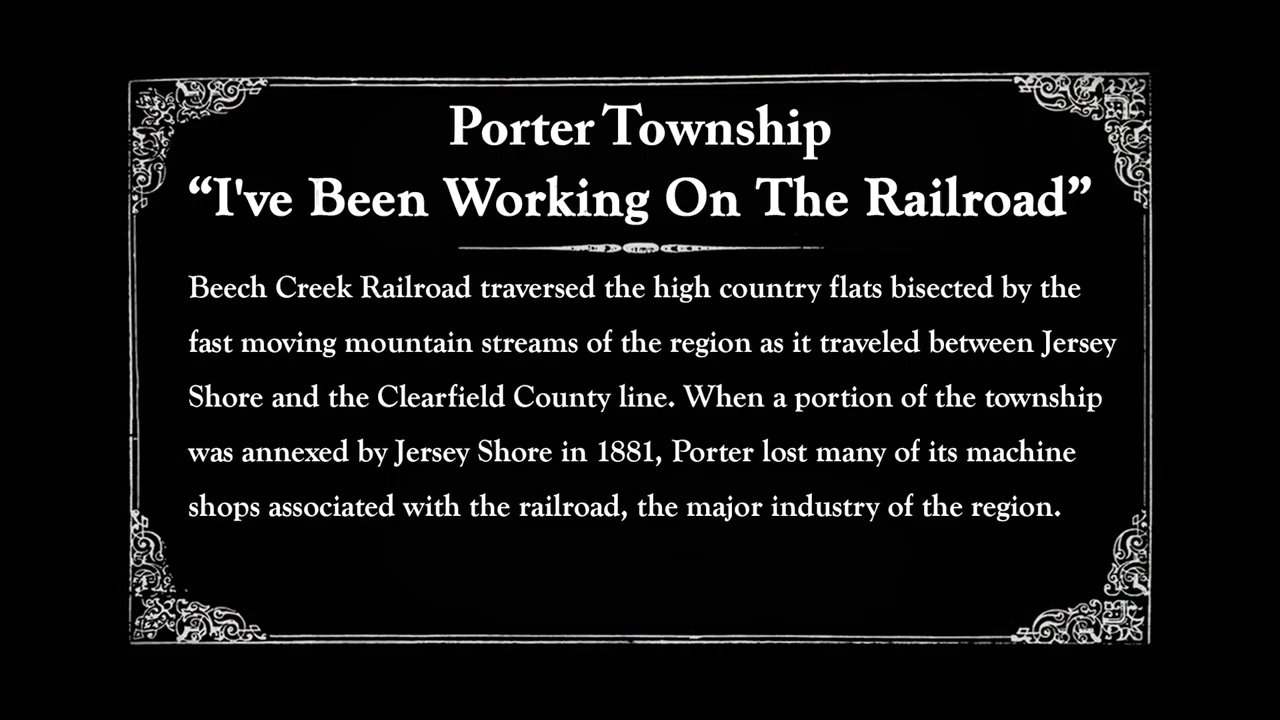 Porter Township
“I've Been Working On The Railroad”
Beech Creek Railroad traversed the high country flats bisected by the
fast moving mountain streams of the region as it traveled between Jersey
Shore and the Clearfield County line. When a portion of the township
was annexed by Jersey Shore in 1881, Porter lost many of its machine
shops associated with the railroad, the major industry of the region.